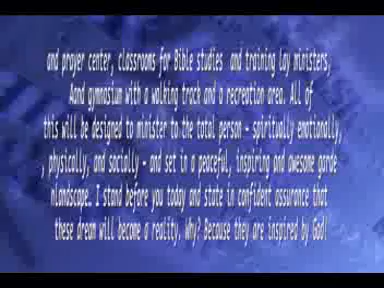 and prayer center, classrooms for Bible studies and training lay ministers,
Aand gymnasium with a walking track and a recreation area. All of
this will be designed to minister to the total person - spiritually emotionally,
, physically, and socially - and set in a peaceful, inspiring and awesome garde
nlandscape. I stand before you today and state in confident assurance that
these dream will become a reality. Why? Because they are inspired by God!